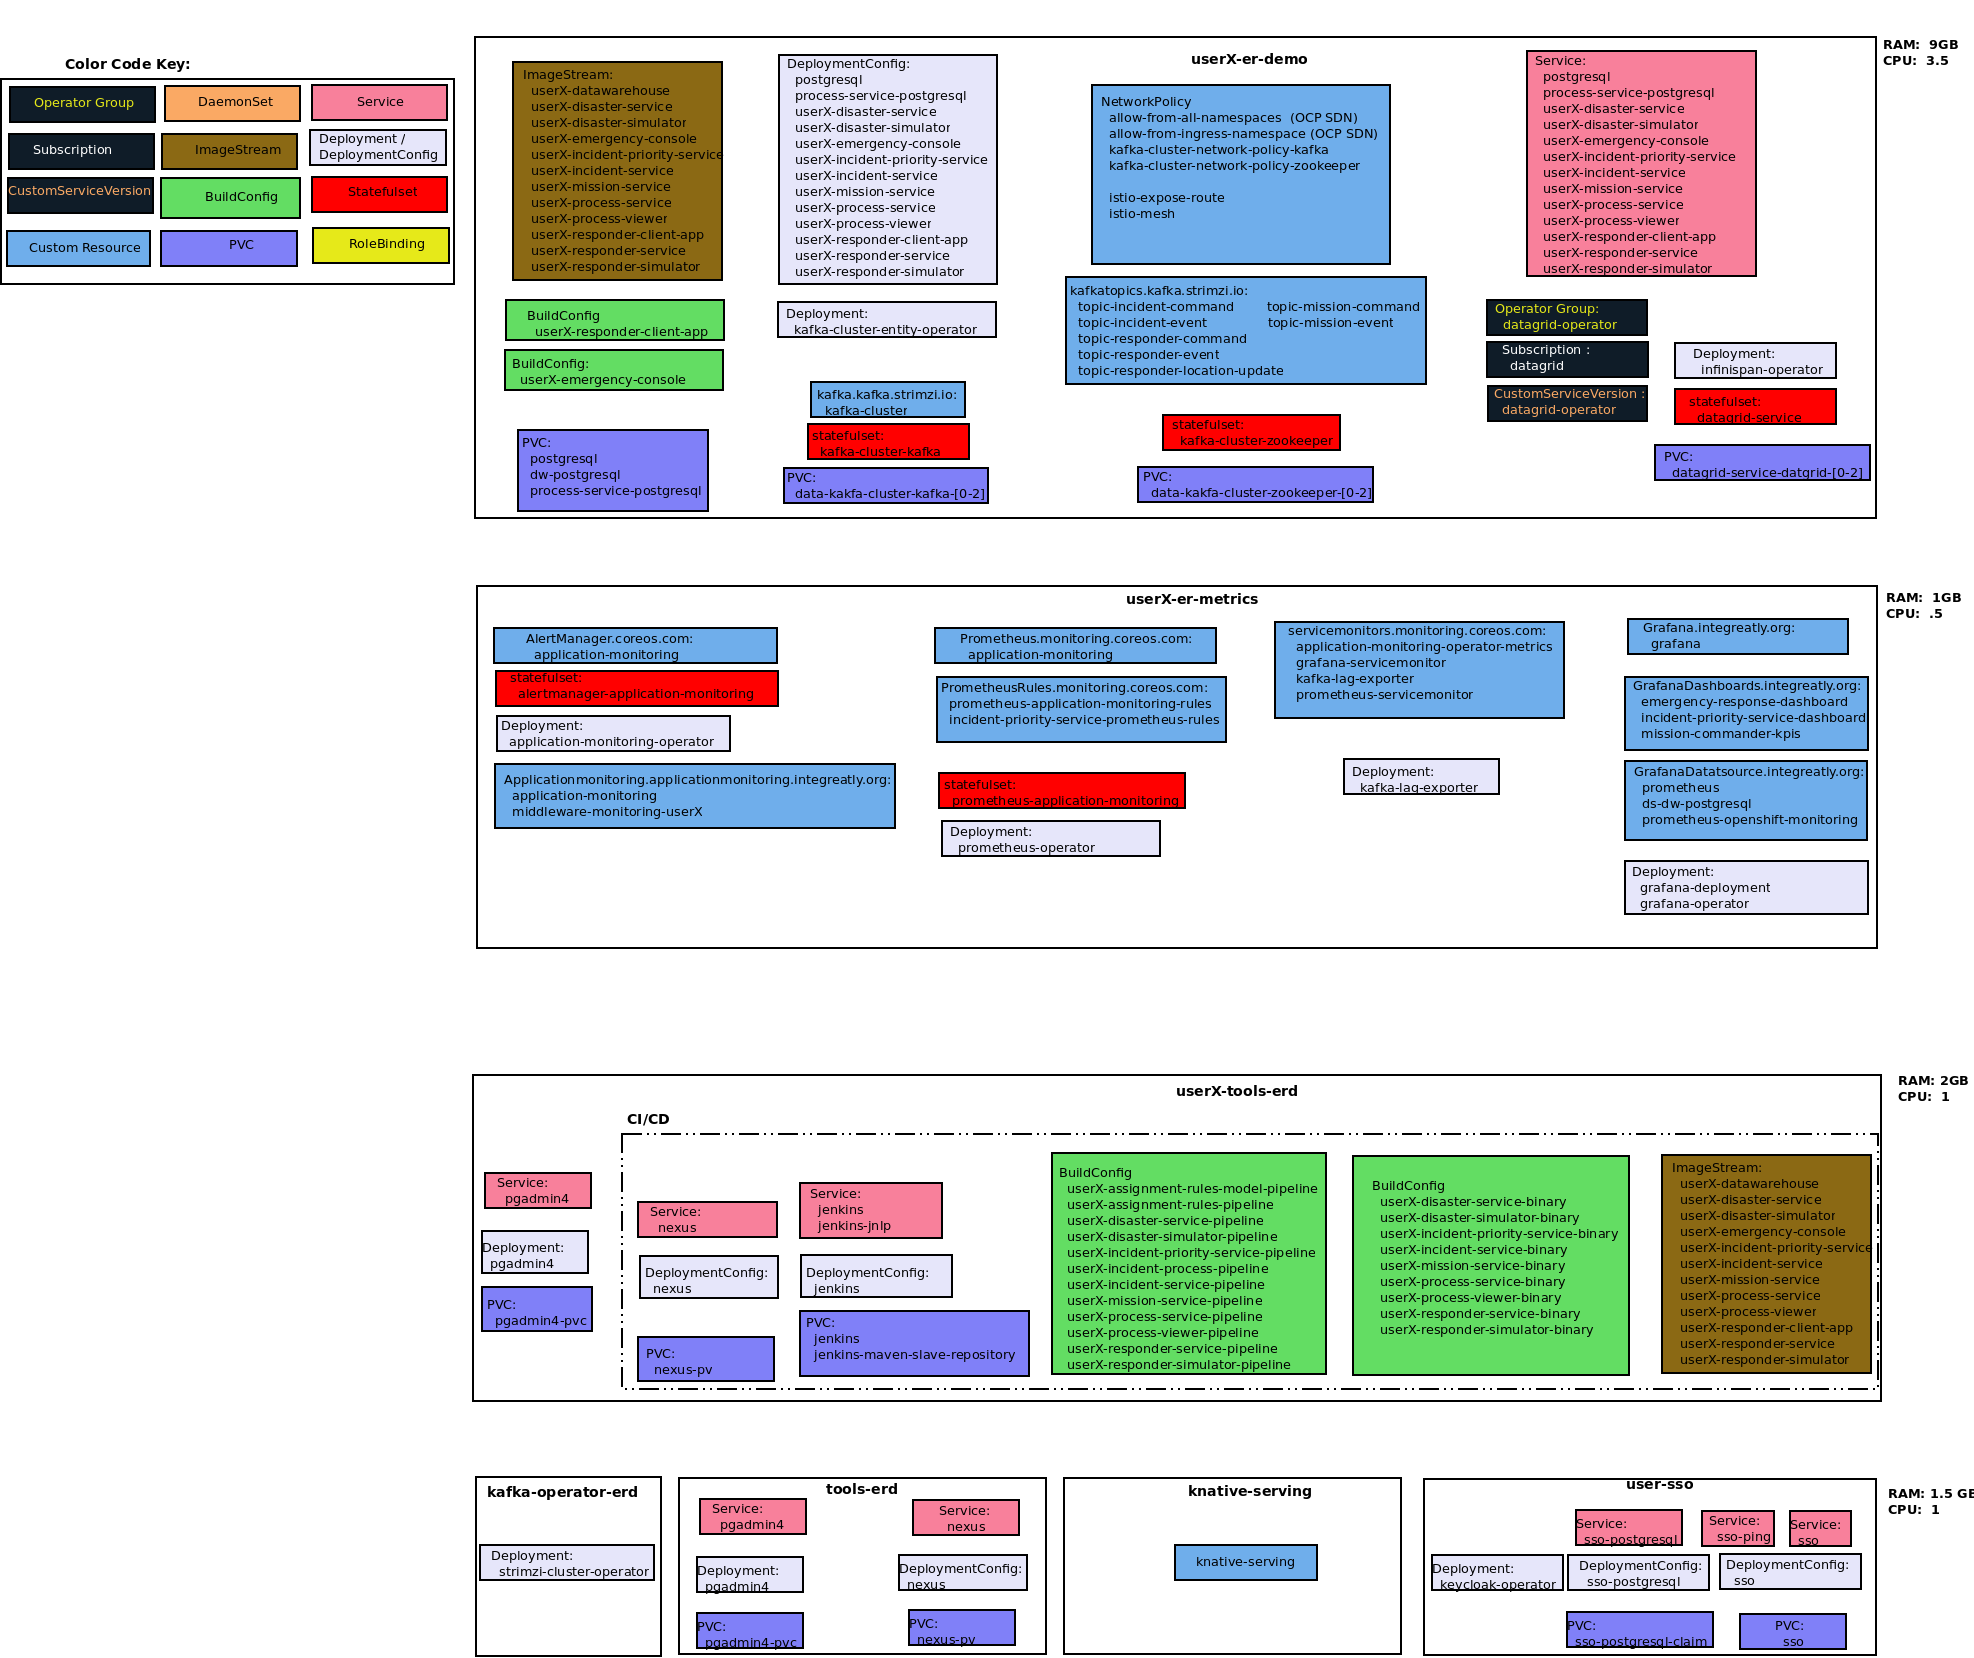 Color Code Key:
Operator Group
DaemonSet
Service
Subscription
ImageStream
Deployment /
DeploymentConfig
CustomServiceVersion
BuildConfig
Statefulset
Custom Resource
PVC
RoleBinding
userX-er-demo
RAM:  9GB
CPU:  3.5
ImageStream:
userX-datawarehouse
userX-disaster-service
userX-disaster-simulator
userX-emergency-console
userX-incident-priority-service
userX-incident-service
userX-mission-service
userX-process-service
userX-process-viewer
userX-responder-client-app
userX-responder-service
userX-responder-simulator
DeploymentConfig:
postgresql
process-service-postgresql
userX-disaster-service
userX-disaster-simulator
userX-emergency-console
userX-incident-priority-service
userX-incident-service
userX-mission-service
userX-process-service
userX-process-viewer
userX-responder-client-app
userX-responder-service
userX-responder-simulator
NetworkPolicy
allow-from-all-namespaces  (OCP SDN)
allow-from-ingress-namespace (OCP SDN)
kafka-cluster-network-policy-kafka
kafka-cluster-network-policy-zookeeper
istio-expose-route
istio-mesh
Service:
postgresql
process-service-postgresql
userX-disaster-service
userX-disaster-simulator
userX-emergency-console
userX-incident-priority-service
userX-incident-service
userX-mission-service
userX-process-service
userX-process-viewer
userX-responder-client-app
userX-responder-service
userX-responder-simulator
BuildConfig
userX-responder-client-app
BuildConfig:
userX-emergency-console
Deployment:
kafka-cluster-entity-operator
kafkatopics.kafka.strimzi.io:
topic-incident-command        topic-mission-command
topic-incident-event               topic-mission-event
topic-responder-command
topic-responder-event
topic-responder-location-update
Operator Group:
datagrid-operator
Subscription :
datagrid
CustomServiceVersion :
datagrid-operator
Deployment:
infinispan-operator
statefulset:
datagrid-service
PVC:
datagrid-service-datgrid-[0-2]
PVC:
postgresql
dw-postgresql
process-service-postgresql
kafka.kafka.strimzi.io:
kafka-cluster
statefulset:
kafka-cluster-kafka
PVC:
data-kakfa-cluster-kafka-[0-2]
statefulset:
kafka-cluster-zookeeper
PVC:
data-kakfa-cluster-zookeeper-[0-2]
userX-er-metrics
RAM:  1GB
CPU:  .5
AlertManager.coreos.com:
application-monitoring
statefulset:
alertmanager-application-monitoring
Deployment:
application-monitoring-operator
Applicationmonitoring.applicationmonitoring.integreatly.org:
application-monitoring
middleware-monitoring-userX
Prometheus.monitoring.coreos.com:
application-monitoring
PrometheusRules.monitoring.coreos.com:
prometheus-application-monitoring-rules
incident-priority-service-prometheus-rules
statefulset:
prometheus-application-monitoring
Deployment:
prometheus-operator
servicemonitors.monitoring.coreos.com:
application-monitoring-operator-metrics
grafana-servicemonitor
kafka-lag-exporter
prometheus-servicemonitor
Deployment:
kafka-lag-exporter
Grafana.integreatly.org:
grafana
GrafanaDashboards.integreatly.org:
emergency-response-dashboard
incident-priority-service-dashboard
mission-commander-kpis
GrafanaDatatsource.integreatly.org:
prometheus
ds-dw-postgresql
prometheus-openshift-monitoring
Deployment:
grafana-deployment
grafana-operator
userX-tools-erd
RAM: 2GB
CPU:  1
CI/CD
Service:
pgadmin4
Deployment:
pgadmin4
PVC:
pgadmin4-pvc
Service:
nexus
DeploymentConfig:
nexus
PVC:
nexus-pv
Service:
jenkins
jenkins-jnlp
DeploymentConfig:
jenkins
PVC:
jenkins
jenkins-maven-slave-repository
BuildConfig
userX-assignment-rules-model-pipeline
userX-assignment-rules-pipeline
userX-disaster-service-pipeline
userX-disaster-simulator-pipeline
userX-incident-priority-service-pipeline
userX-incident-process-pipeline
userX-incident-service-pipeline
userX-mission-service-pipeline
userX-process-service-pipeline
userX-process-viewer-pipeline
userX-responder-service-pipeline
userX-responder-simulator-pipeline
BuildConfig
userX-disaster-service-binary
userX-disaster-simulator-binary
userX-incident-priority-service-binary
userX-incident-service-binary
userX-mission-service-binary
userX-process-service-binary
userX-process-viewer-binary
userX-responder-service-binary
userX-responder-simulator-binary
ImageStream:
userX-datawarehouse
userX-disaster-service
userX-disaster-simulator
userX-emergency-console
userX-incident-priority-service
userX-incident-service
userX-mission-service
userX-process-service
userX-process-viewer
userX-responder-client-app
userX-responder-service
userX-responder-simulator
kafka-operator-erd
Deployment:
strimzi-cluster-operator
tools-erd
Service:
pgadmin4
Deployment:
pgadmin4
PVC:
pgadmin4-pvc
Service:
nexus
DeploymentConfig:
nexus
PVC:
nexus-pv
knative-serving
knative-serving
user-sso
RAM: 1.5 GB
CPU:  1
Service:
sso-postgresql
Service:
sso-ping
Service:
sso
Deployment:
keycloak-operator
DeploymentConfig:
sso-postgresql
DeploymentConfig:
sso
PVC:
sso-postgresql-claim
PVC:
sso